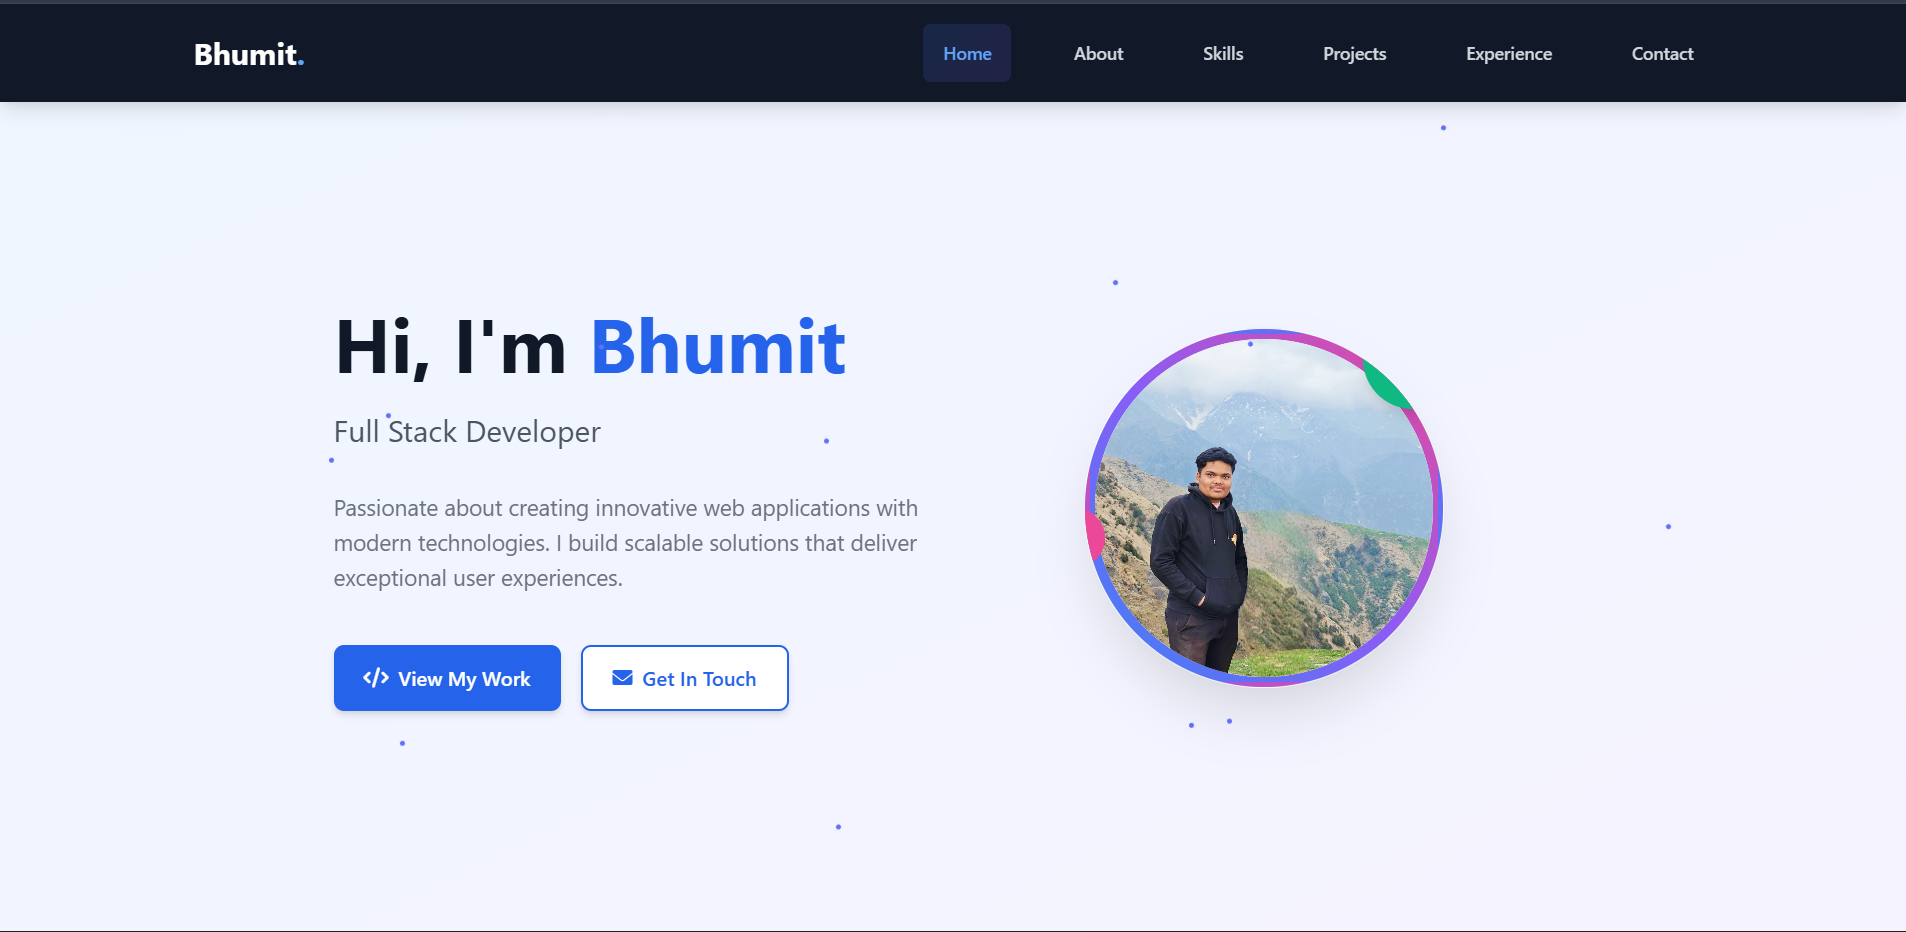 Bhumit.
Home About Skills Projects Experience Contact
Hi, I'm Bhumit
Full Stack Developer
Passionate about creating innovative web applications with
modern technologies. I build scalable solutions that deliver
exceptional user experiences.
</> View My Work
Get In Touch